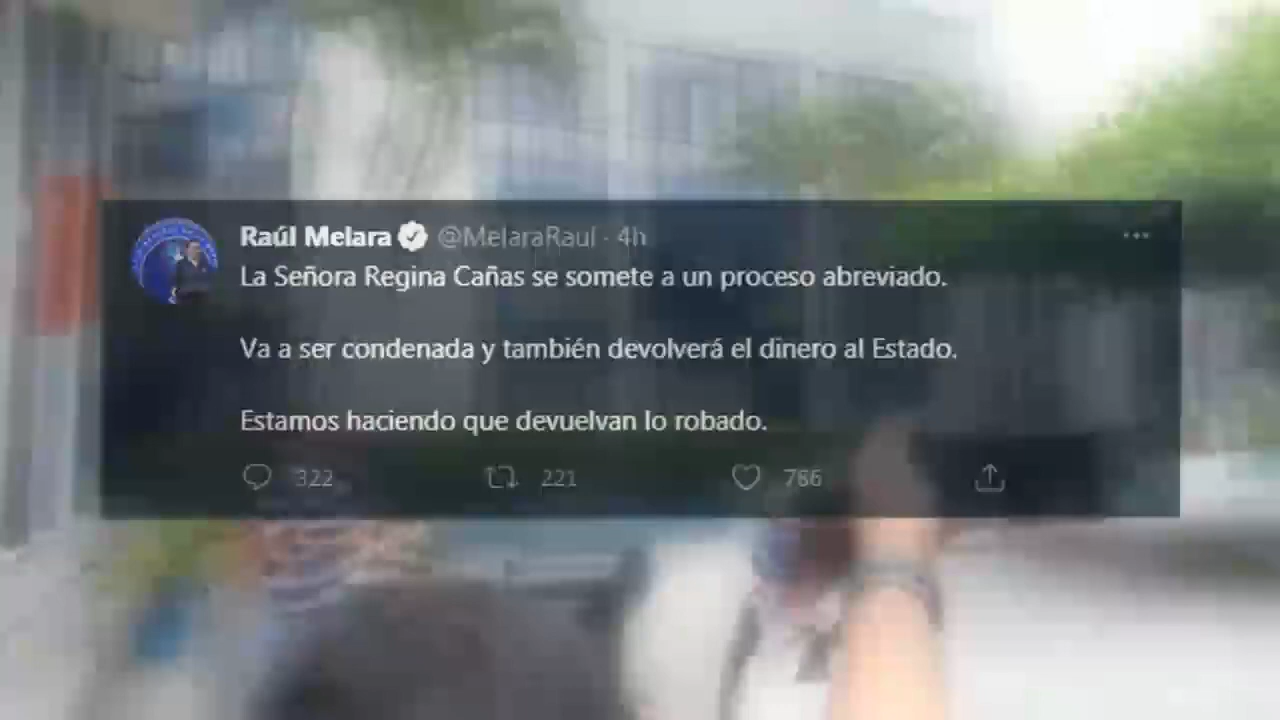 Raúl Melara @MelaraRaul · 4h
La Señora Regina Cañas se somete a un proceso abreviado.
Va a ser condenada y también devolverá el dinero al Estado.
Estamos haciendo que devuelvan lo robado.
322 221 786